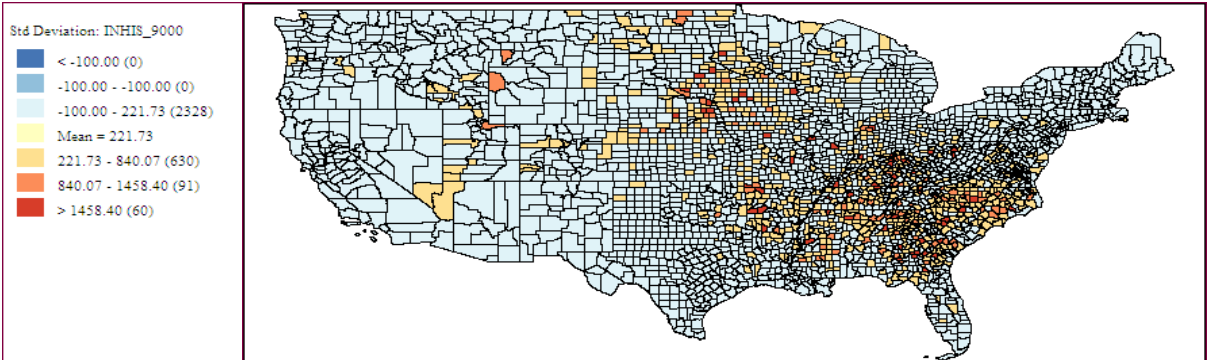 Std Deviation: INHIS_9000
< -100.00 (0)
-100.00 - -100.00 (0)
-100.00 - 221.73 (2328)
Mean = 221.73
221.73 - 840.07 (630)
840.07 - 1458.40 (91)
> 1458.40 (60)